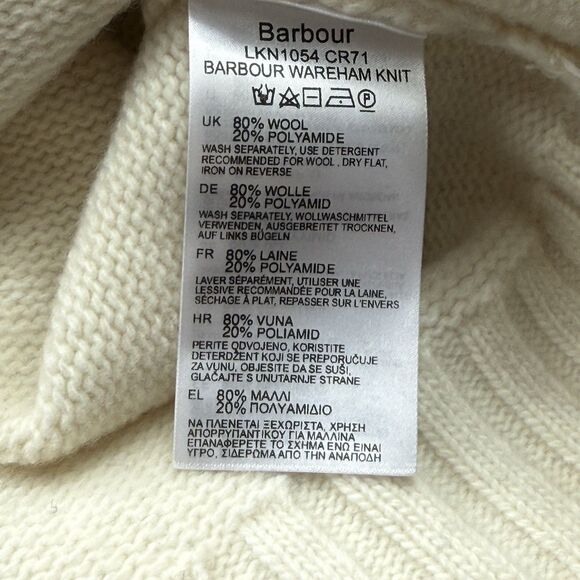 Barbour
LKN1054 CR71
BARBOUR WAREHAM KNIT
UK 80% WOOL
20% POLYAMIDE
WASH SEPARATELY, USE DETERGENT
RECOMMENDED FOR WOOL, DRY FLAT,
IRON ON REVERSE
DE 80% WOLLE
20% POLYAMID
WASH SEPARATELY, WOLLWASCHMITTEL
VERWENDEN, AUSGEBREITET TROCKNEN,
AUF LINKS BÜGELN
FR 80% LAINE
20% POLYAMIDE
LAVER SÉPARÉMENT, UTILISER UNE
LESSIVE RECOMMANDÉE POUR LA LAINE,
SÉCHAGE À PLAT, REPASSER SUR L'ENVERS
HR 80% VUNA
20% POLIAMID
PERITE ODVOJENO, KORISTITE
DETERDŽENT KOJI SE PREPORUČUJE
ZA VUNU, OBJESITE DA SE SUŠI,
GLAČAJTE S UNUTARNJE STRANE
EL 80% ΜΑΛΛΙ
20% ΠΟΛΥΑΜΙΔΙΟ
ΝΑ ΠΛΕΝΕΤΑΙ ΞΕΧΩΡΙΣΤΑ, ΧΡΗΣΗ
ΑΠΟΡΡΥΠΑΝΤΙΚΟΥ ΓΙΑ ΜΑΛΛΙΝΑ
ΕΠΑΝΑΦΕΡΕΤΕ ΤΟ ΣΧΗΜΑ ΕΝΩ ΕΙΝΑΙ
ΥΓΡΟ, ΣΙΔΕΡΩΜΑ ΑΠΟ ΤΗΝ ΑΝΑΠΟΔΗ